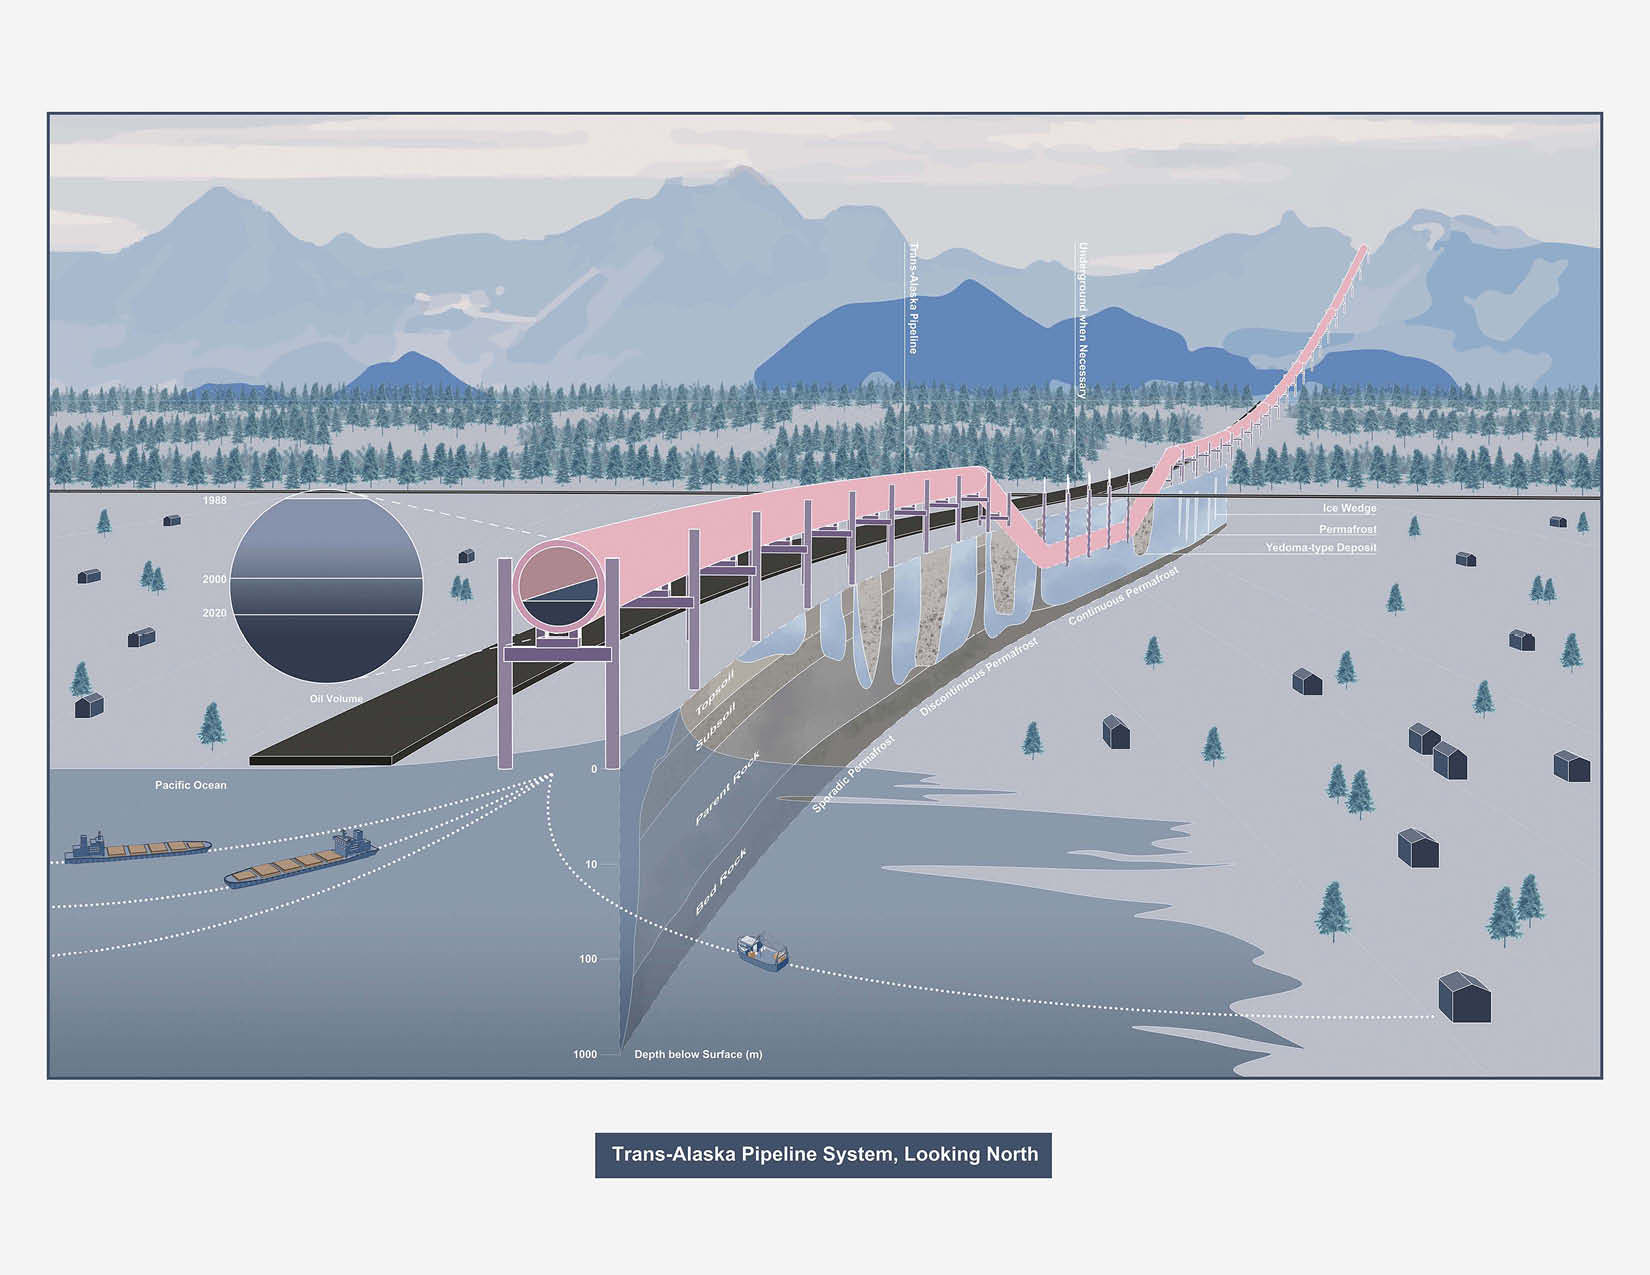 Trans-Alaska Pipeline
Underground when Necessary
1988
2000
2020
Oil Volume
Ice Wedge
Permafrost
Yedoma-type Deposit
Continuous Permafrost
Discontinuous Permafrost
Sporadic Permafrost
Topsoil
Subsoil
Parent Rock
Bed Rock
Pacific Ocean
0
10
100
1000
Depth below Surface (m)
Trans-Alaska Pipeline System, Looking North